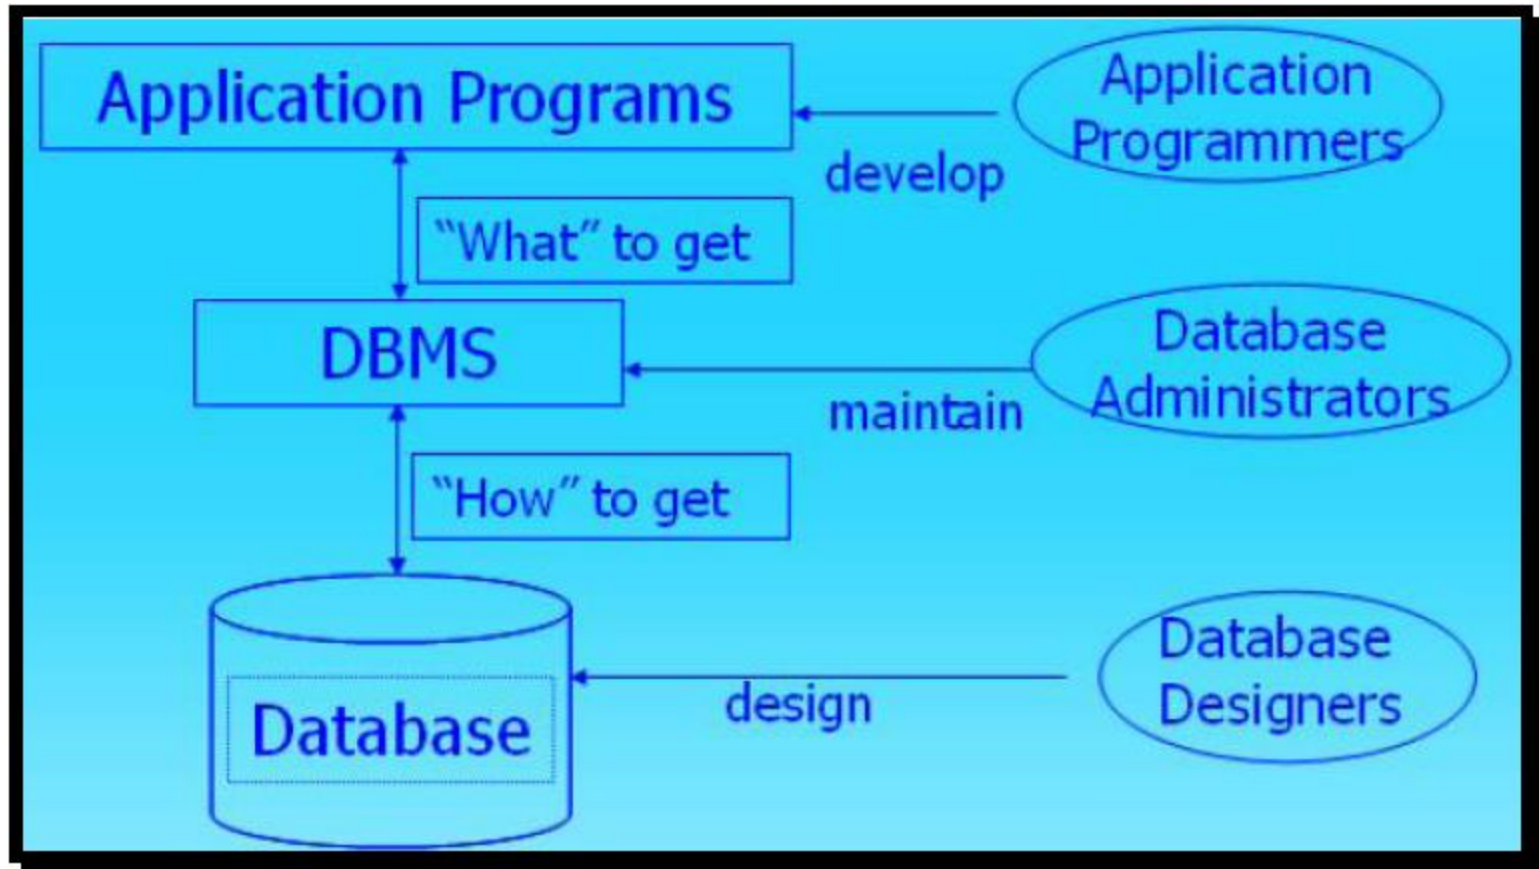 Application Programs
Application
Programmers
develop
“What” to get
DBMS
Database
Administrators
maintain
“How” to get
Database
Database
Designers
design